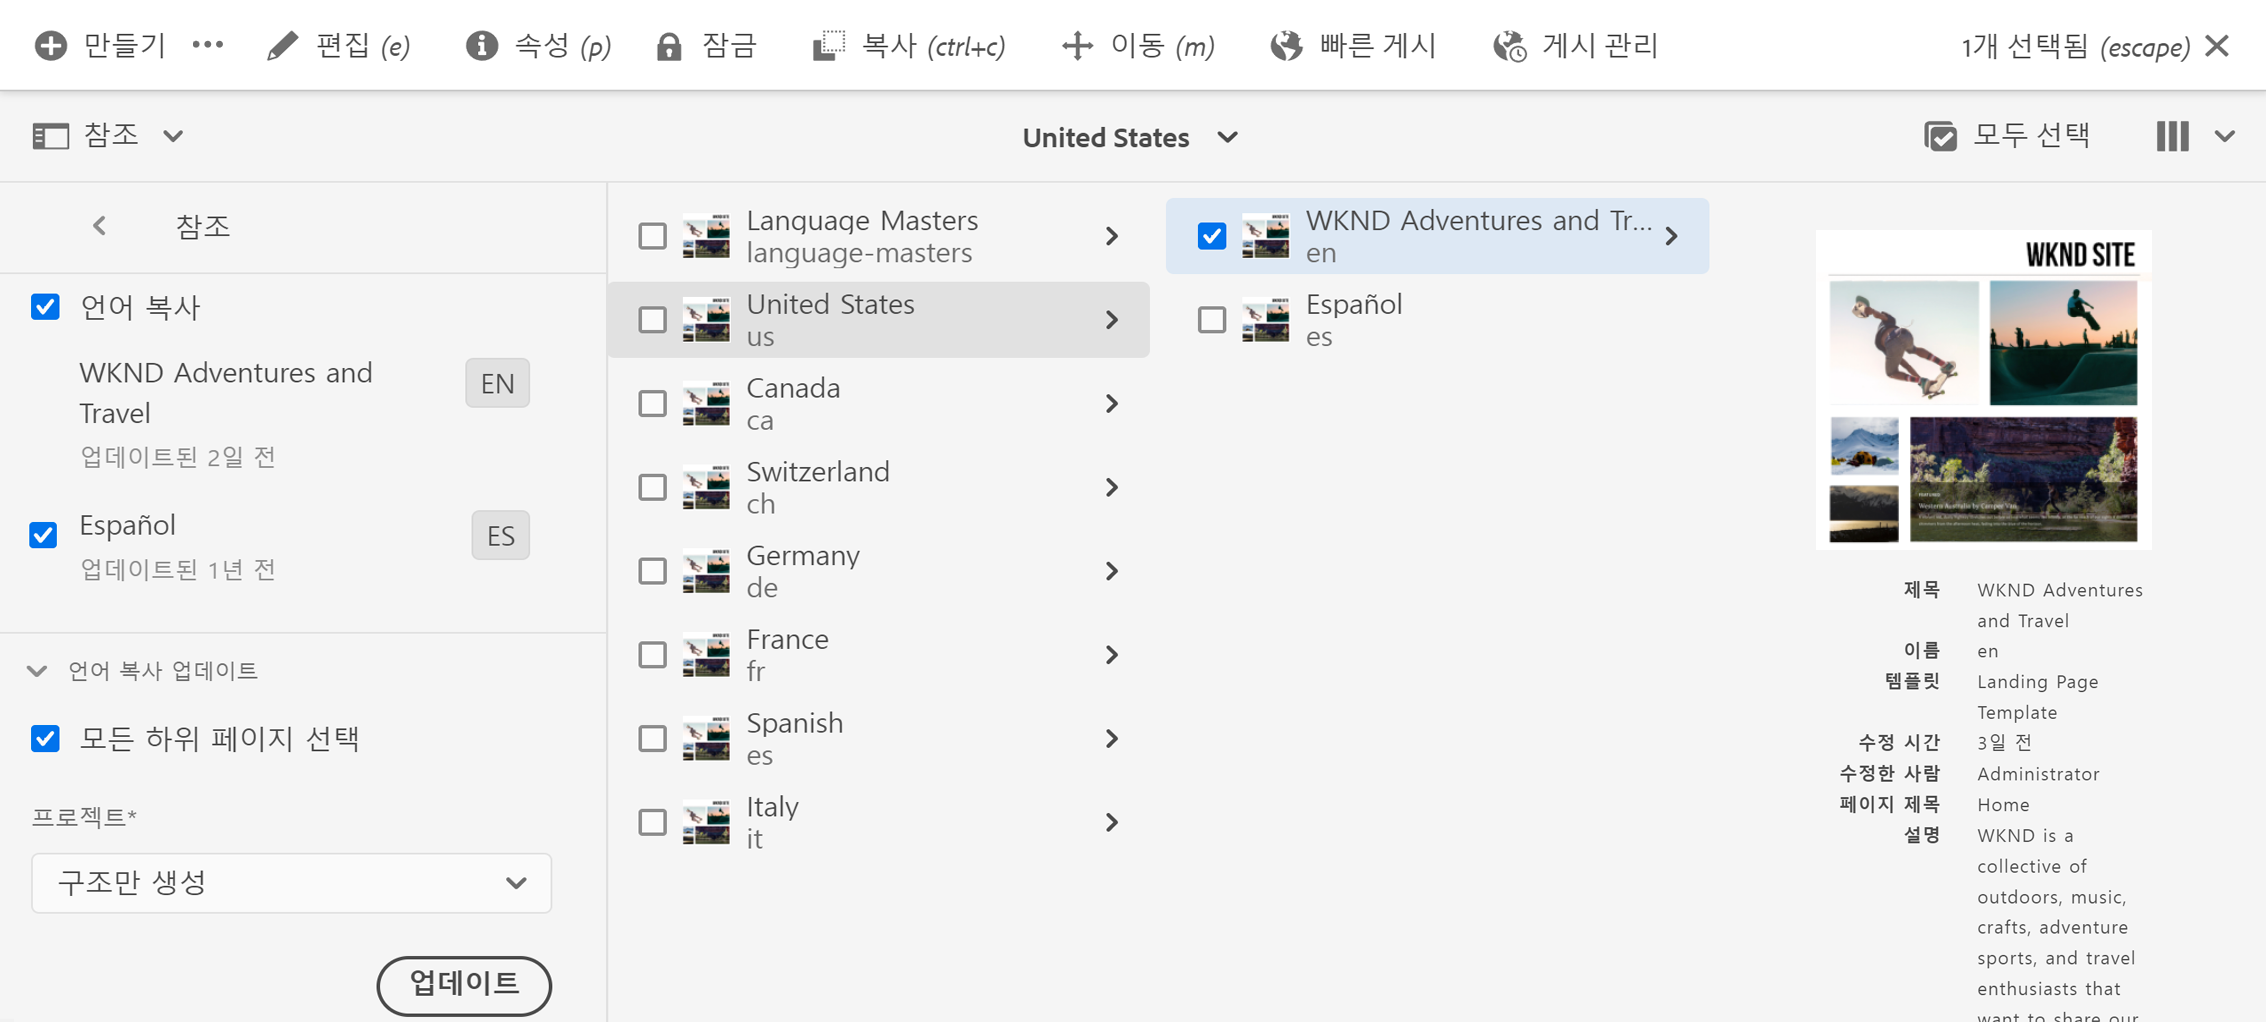 만들기 ••• 편집 (e) 속성 (p) 잠금 복사 (ctrl+c) 이동 (m) 빠른 게시 게시 관리 1개 선택됨 (escape)
참조 United States 모두 선택
참조
언어 복사
WKND Adventures and
Travel
EN
업데이트된 2일 전
Español
ES
업데이트된 1년 전
언어 복사 업데이트
모든 하위 페이지 선택
프로젝트*
구조만 생성
업데이트
Language Masters
language-masters
United States
us
Canada
ca
Switzerland
ch
Germany
de
France
fr
Spanish
es
Italy
it
WKND Adventures and Tr...
en
Español
es
WKND SITE
제목 WKND Adventures
and Travel
이름 en
템플릿 Landing Page
Template
수정 시간 3일 전
수정한 사람 Administrator
페이지 제목 Home
설명 WKND is a
collective of
outdoors, music,
crafts, adventure
sports, and travel
enthusiasts that
want to share our